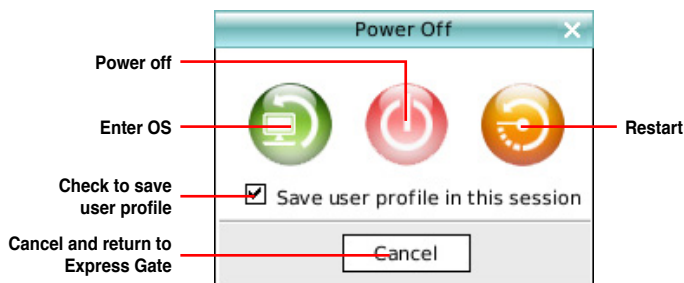 Power Off
Power off
Enter OS
Restart
Check to save
user profile
Save user profile in this session
Cancel and return to
Express Gate
Cancel